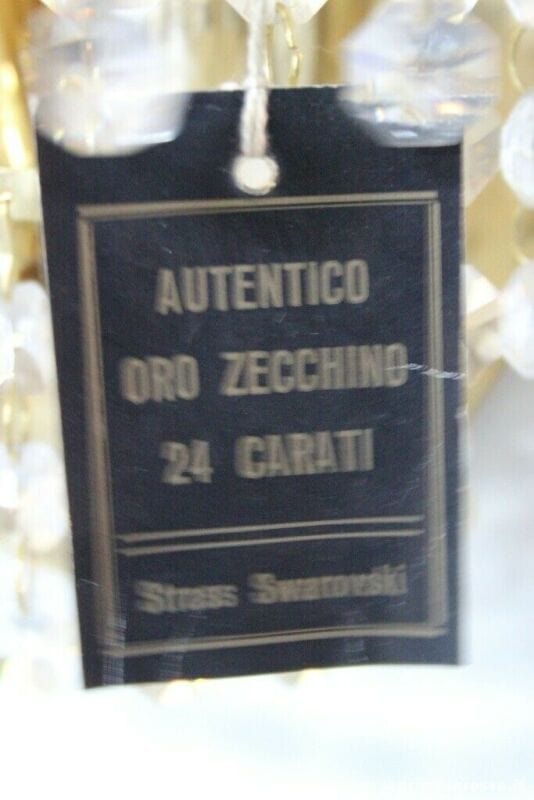 AUTENTICO
ORO ZECCHINO
24 CARATI
Strass Swarovski